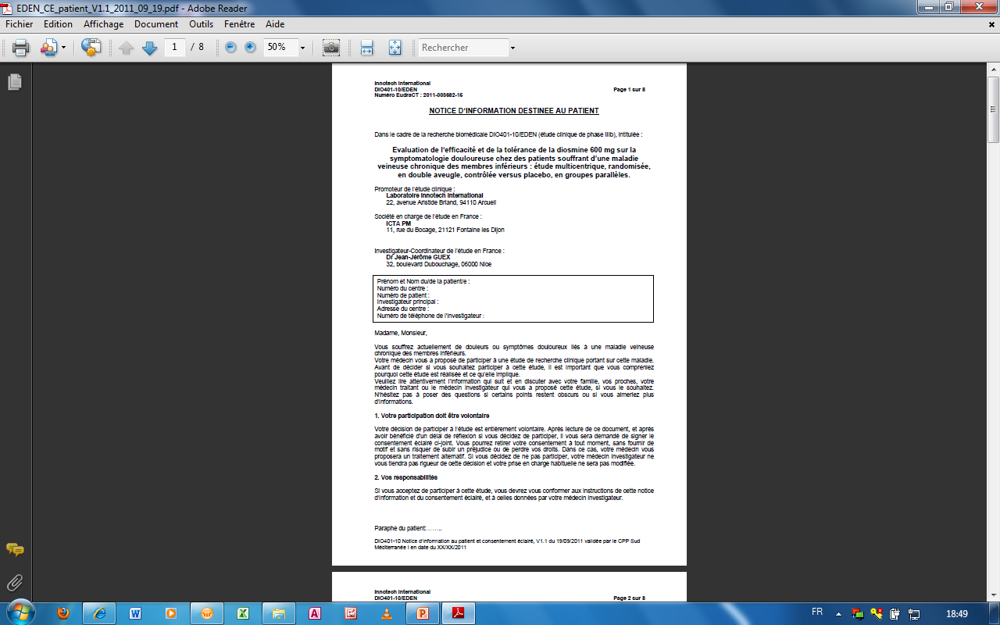 EDEN_CE_patient_V1.1_2011_09_19.pdf - Adobe Reader
Fichier Edition Affichage Document Outils Fenêtre Aide
1 / 8 50% Rechercher
Innotech International
DIO401-10/EDEN Page 1 sur 8
Numéro EudraCT : 2011-003682-15
NOTICE D'INFORMATION DESTINEE AU PATIENT
Dans le cadre de la recherche biomédicale DIO401-10/EDEN (étude clinique de phase IIIb), intitulée :
Evaluation de l'efficacité et de la tolérance de la diosmine 600 mg sur la
symptomatologie douloureuse chez des patients souffrant d'une maladie
veineuse chronique des membres inférieurs : étude multicentrique, randomisée,
en double aveugle, contrôlée versus placebo, en groupes parallèles.
Promoteur de l'étude clinique :
Laboratoire Innotech International
22, avenue Aristide Briand, 94110 Arcueil
Société en charge de l'étude en France :
ICTA PM
11, rue du Bocage, 21121 Fontaine les Dijon
Investigateur-Coordinateur de l'étude en France :
Dr Jean-Jérôme GUEX
32, boulevard Dubouchage, 06000 Nice
Prénom et Nom du/de la patient/e :
Numéro du centre :
Numéro de patient :
Investigateur principal :
Adresse du centre :
Numéro de téléphone de l'investigateur :
Madame, Monsieur,
Vous souffrez actuellement de douleurs ou symptômes douloureux liés à une maladie veineuse
chronique des membres inférieurs.
Votre médecin vous a proposé de participer à une étude de recherche clinique portant sur cette maladie.
Avant de décider si vous souhaitez participer à cette étude, il est important que vous compreniez
pourquoi cette étude est réalisée et ce qu'elle implique.
Veuillez lire attentivement l'information qui suit et en discuter avec votre famille, vos proches, votre
médecin traitant ou le médecin investigateur qui vous a proposé cette étude, si vous le souhaitez.
N'hésitez pas à poser des questions si certains points restent obscurs ou si vous aimeriez plus
d'informations.
1. Votre participation doit être volontaire
Votre décision de participer à l'étude est entièrement volontaire. Après lecture de ce document, et après
avoir bénéficié d'un délai de réflexion si vous décidez de participer, il vous sera demandé de signer le
consentement éclairé ci-joint. Vous pourrez retirer votre consentement à tout moment, sans fournir de
motif et sans risquer de subir un préjudice ou de perdre vos droits. Dans ce cas, votre médecin vous
proposera un traitement alternatif. Si vous décidez de ne pas participer, votre médecin investigateur ne
vous tiendra pas rigueur de cette décision et votre prise en charge habituelle ne sera pas modifiée.
2. Vos responsabilités
Si vous acceptez de participer à cette étude, vous devrez vous conformer aux instructions de cette notice
d'information et du consentement éclairé, et à celles données par votre médecin investigateur.
Paraphe du patient:........
DIO401-10 Notice d'information au patient et consentement éclairé, V1.1 du 19/09/2011 validée par le CPP Sud
Méditerranée I en date du XX/XX/2011
Innotech International
DIO401-10/EDEN Page 2 sur 8
FR 18:49